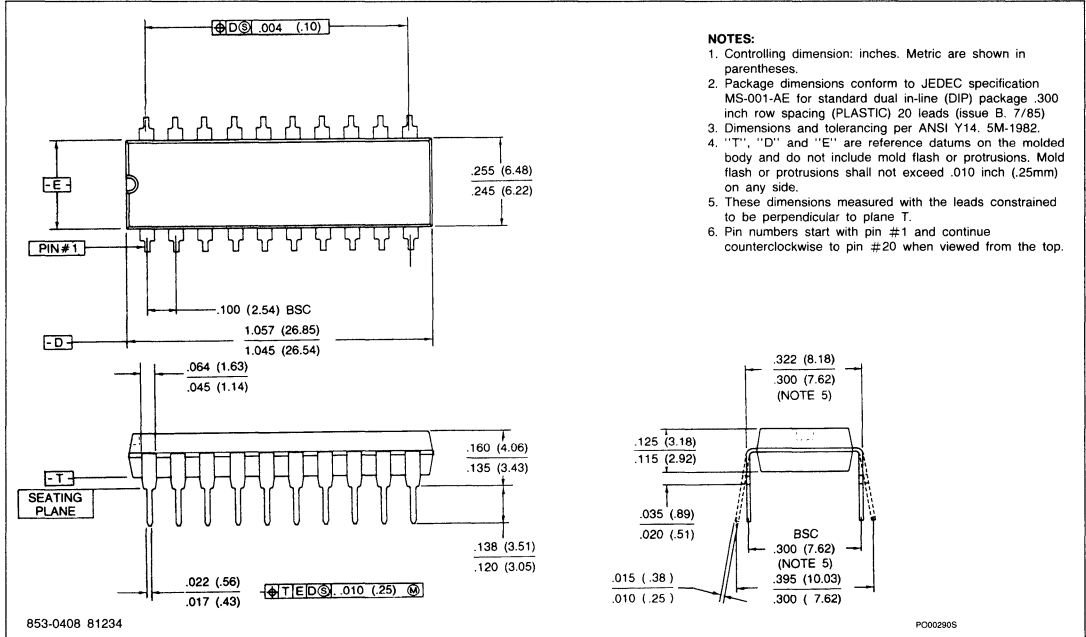 ⌖ D Ⓢ .004 (.10)
NOTES:
1. Controlling dimension: inches. Metric are shown in
parentheses.
2. Package dimensions conform to JEDEC specification
MS-001-AE for standard dual in-line (DIP) package .300
inch row spacing (PLASTIC) 20 leads (issue B. 7/85)
3. Dimensions and tolerancing per ANSI Y14. 5M-1982.
4. "T", "D" and "E" are reference datums on the molded
body and do not include mold flash or protrusions. Mold
flash or protrusions shall not exceed .010 inch (.25mm)
on any side.
5. These dimensions measured with the leads constrained
to be perpendicular to plane T.
6. Pin numbers start with pin #1 and continue
counterclockwise to pin #20 when viewed from the top.
-E-
.255 (6.48)
.245 (6.22)
PIN#1
.100 (2.54) BSC
-D-
1.057 (26.85)
1.045 (26.54)
.064 (1.63)
.045 (1.14)
.160 (4.06)
.135 (3.43)
-T-
SEATING
PLANE
.138 (3.51)
.120 (3.05)
.022 (.56)
.017 (.43)
⌖ T E D Ⓢ .010 (.25) Ⓜ
.322 (8.18)
.300 (7.62)
(NOTE 5)
.125 (3.18)
.115 (2.92)
.035 (.89)
.020 (.51)
BSC
.300 (7.62)
(NOTE 5)
.395 (10.03)
.300 ( 7.62)
.015 (.38 )
.010 (.25 )
853-0408 81234
PO00290S